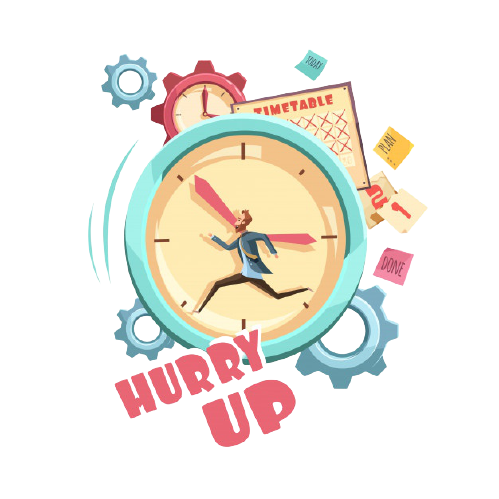 TODAY
TIMETABLE
PLAN
DONE
HURRY
UP